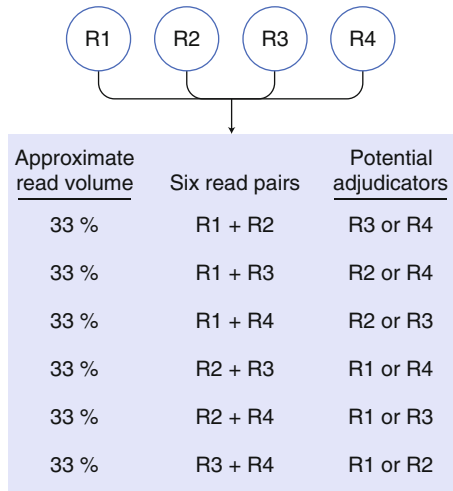 R1 R2 R3 R4
Approximate read volume Six read pairs Potential adjudicators
33 % R1 + R2 R3 or R4
33 % R1 + R3 R2 or R4
33 % R1 + R4 R2 or R3
33 % R2 + R3 R1 or R4
33 % R2 + R4 R1 or R3
33 % R3 + R4 R1 or R2